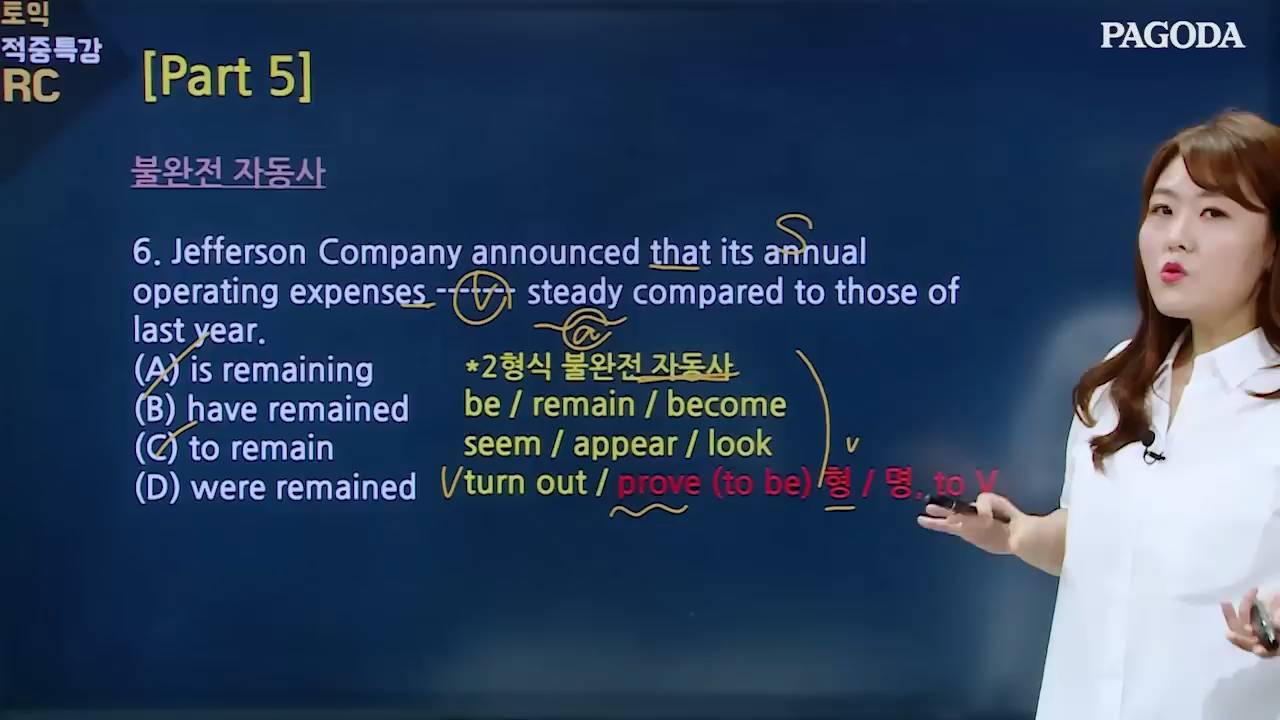 토익
적중특강
RC
PAGODA
[Part 5]
불완전 자동사
S
6. Jefferson Company announced that its annual
operating expenses ------ steady compared to those of
V
last year.
a
(A) is remaining
*2형식 불완전 자동사
(B) have remained
be / remain / become
(C) to remain
seem / appear / look
v
(D) were remained
V turn out / prove (to be) 형 / 명, to V